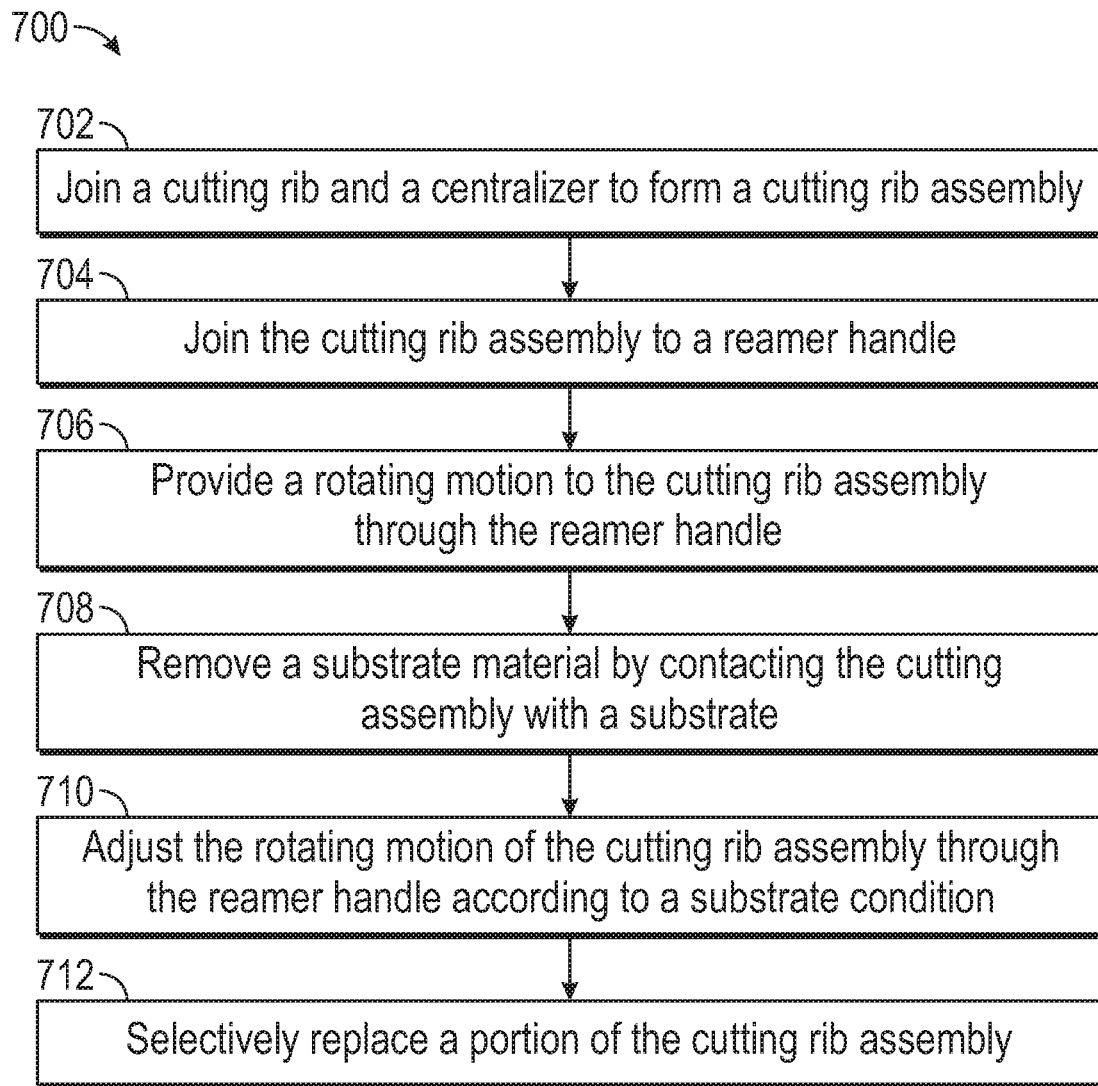 700
702
Join a cutting rib and a centralizer to form a cutting rib assembly
704
Join the cutting rib assembly to a reamer handle
706
Provide a rotating motion to the cutting rib assembly
through the reamer handle
708
Remove a substrate material by contacting the cutting
assembly with a substrate
710
Adjust the rotating motion of the cutting rib assembly through
the reamer handle according to a substrate condition
712
Selectively replace a portion of the cutting rib assembly